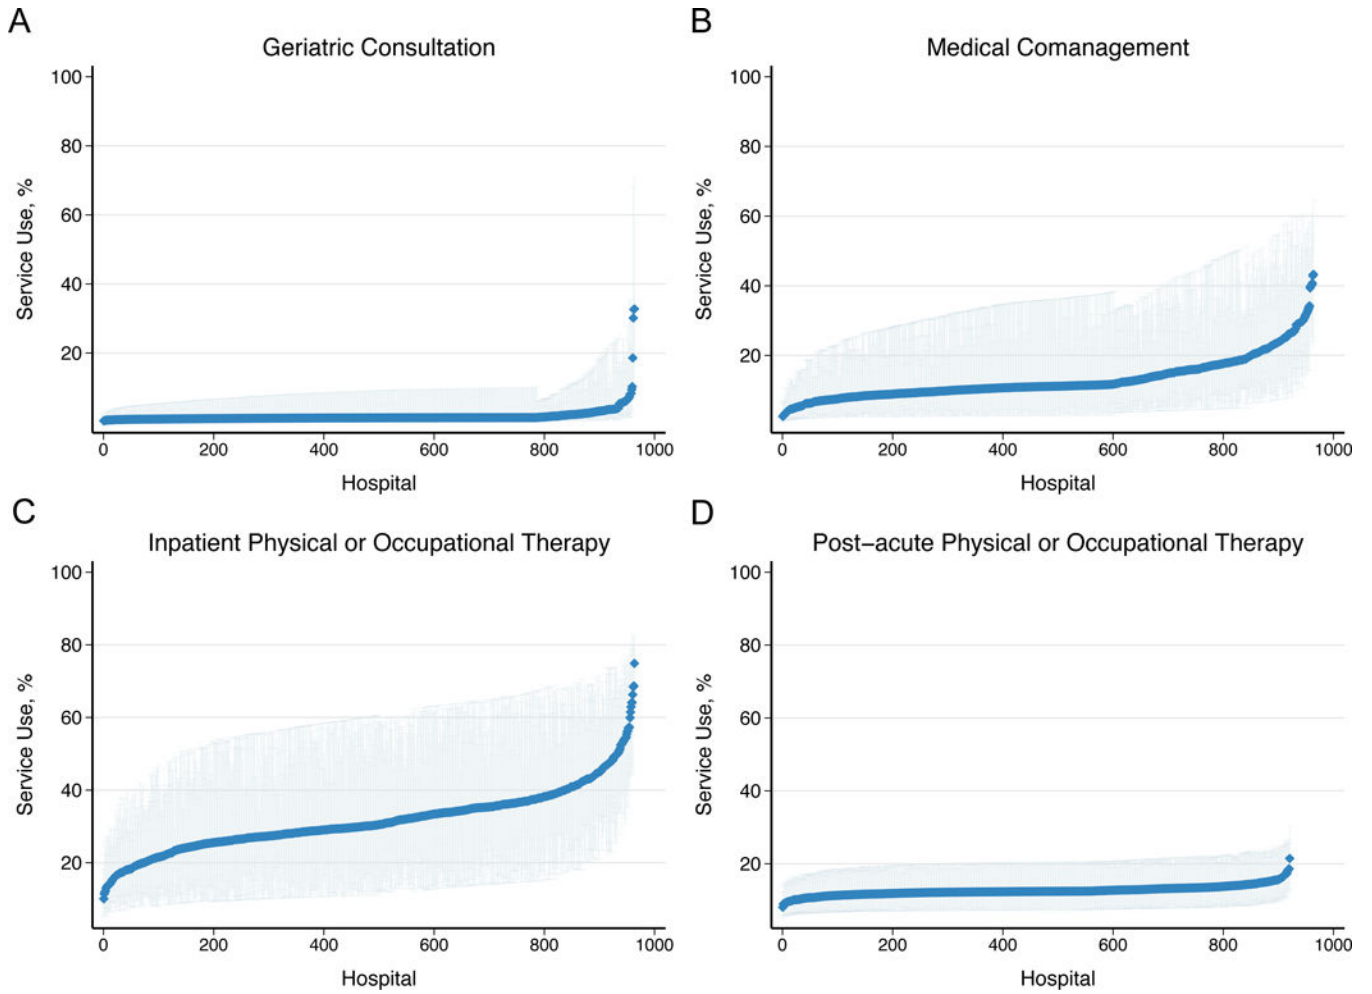 A
Geriatric Consultation
100
80
60
40
20
Service Use, %
0 200 400 600 800 1000
Hospital
B
Medical Comanagement
100
80
60
40
20
Service Use, %
0 200 400 600 800 1000
Hospital
C
Inpatient Physical or Occupational Therapy
100
80
60
40
20
Service Use, %
0 200 400 600 800 1000
Hospital
D
Post–acute Physical or Occupational Therapy
100
80
60
40
20
Service Use, %
0 200 400 600 800 1000
Hospital